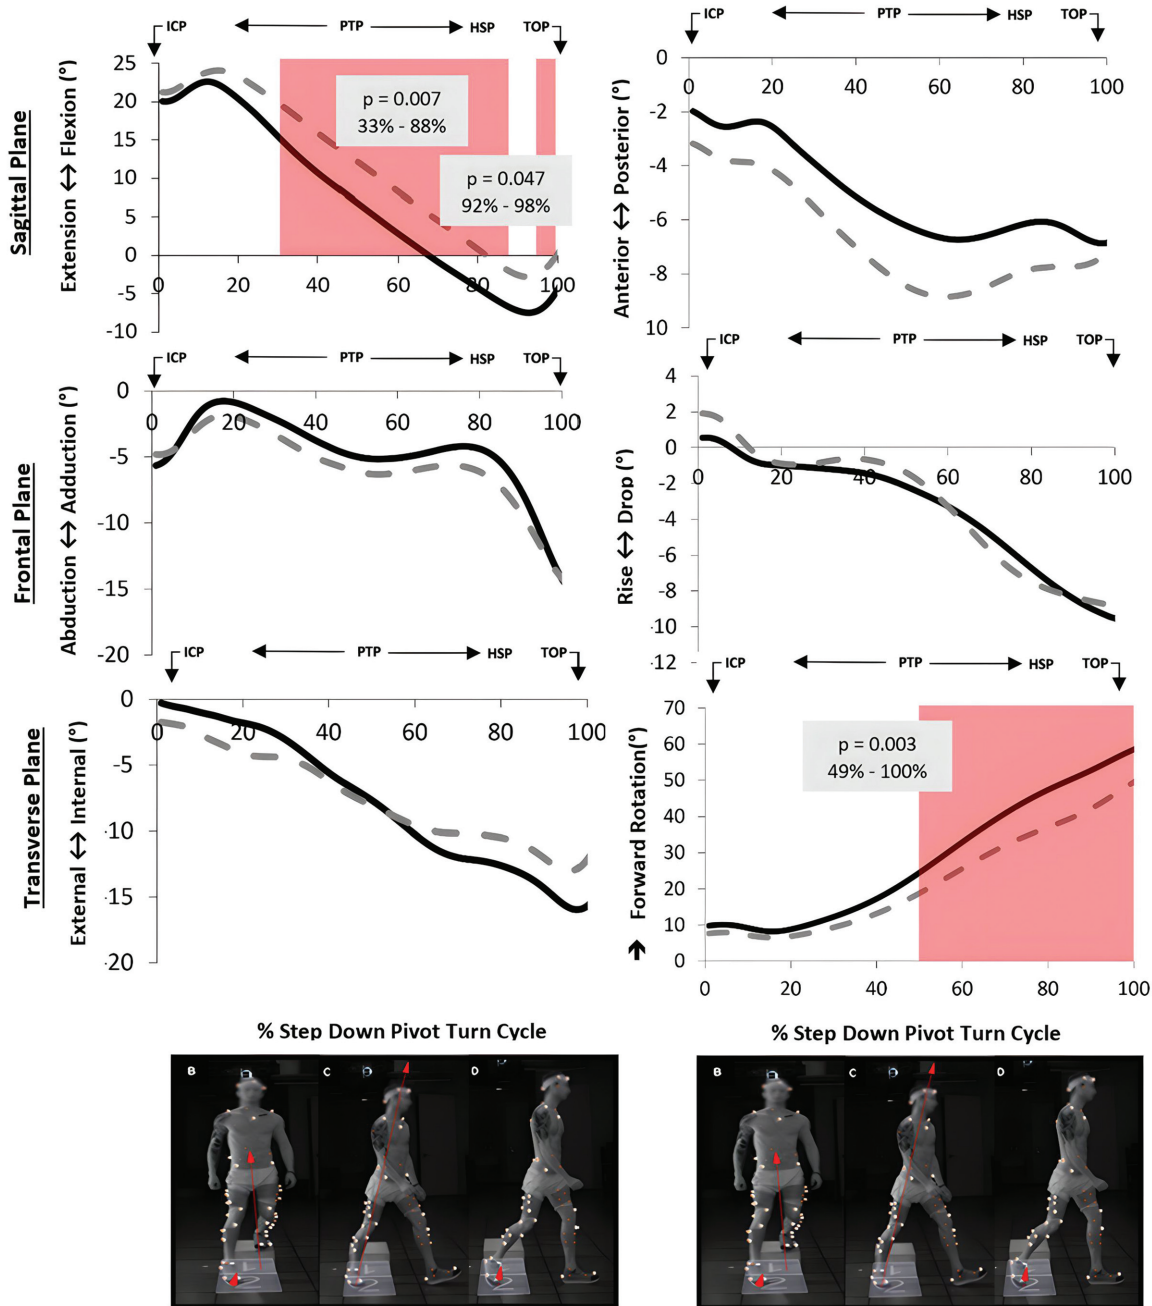 ICP PTP HSP TOP
Sagittal Plane
Extension ↔ Flexion (°)
25
20
15
10
5
0
-5
-10
0 20 40 60 80 100
p = 0.007
33% - 88%
p = 0.047
92% - 98%
Anterior ↔ Posterior (°)
0
-2
-4
-6
-8
10
0 20 40 60 80 100
ICP PTP HSP TOP
ICP PTP HSP TOP
Frontal Plane
Abduction ↔ Adduction (°)
0
-5
-10
-15
-20
0 20 40 60 80 100
ICP PTP HSP TOP
Rise ↔ Drop (°)
4
2
0
-2
-4
-6
-8
-10
-12
0 20 40 60 80 100
ICP PTP HSP TOP
Transverse Plane
External ↔ Internal (°)
0
-5
-10
-15
-20
0 20 40 60 80 100
ICP PTP HSP TOP
→ Forward Rotation(°)
70
60
50
40
30
20
10
0
0 20 40 60 80 100
p = 0.003
49% - 100%
ICP PTP HSP TOP
% Step Down Pivot Turn Cycle
% Step Down Pivot Turn Cycle
B C D
B C D